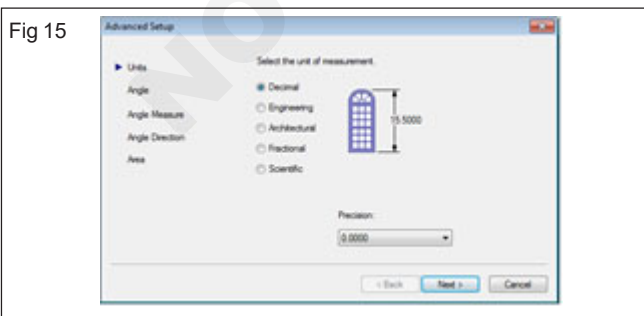 Fig 15
Advanced Setup
Units
Angle
Angle Measure
Angle Direction
Area
Select the unit of measurement.
Decimal
Engineering
Architectural
Fractional
Scientific
15.5000
Precision:
0.0000
< Back Next > Cancel
NO